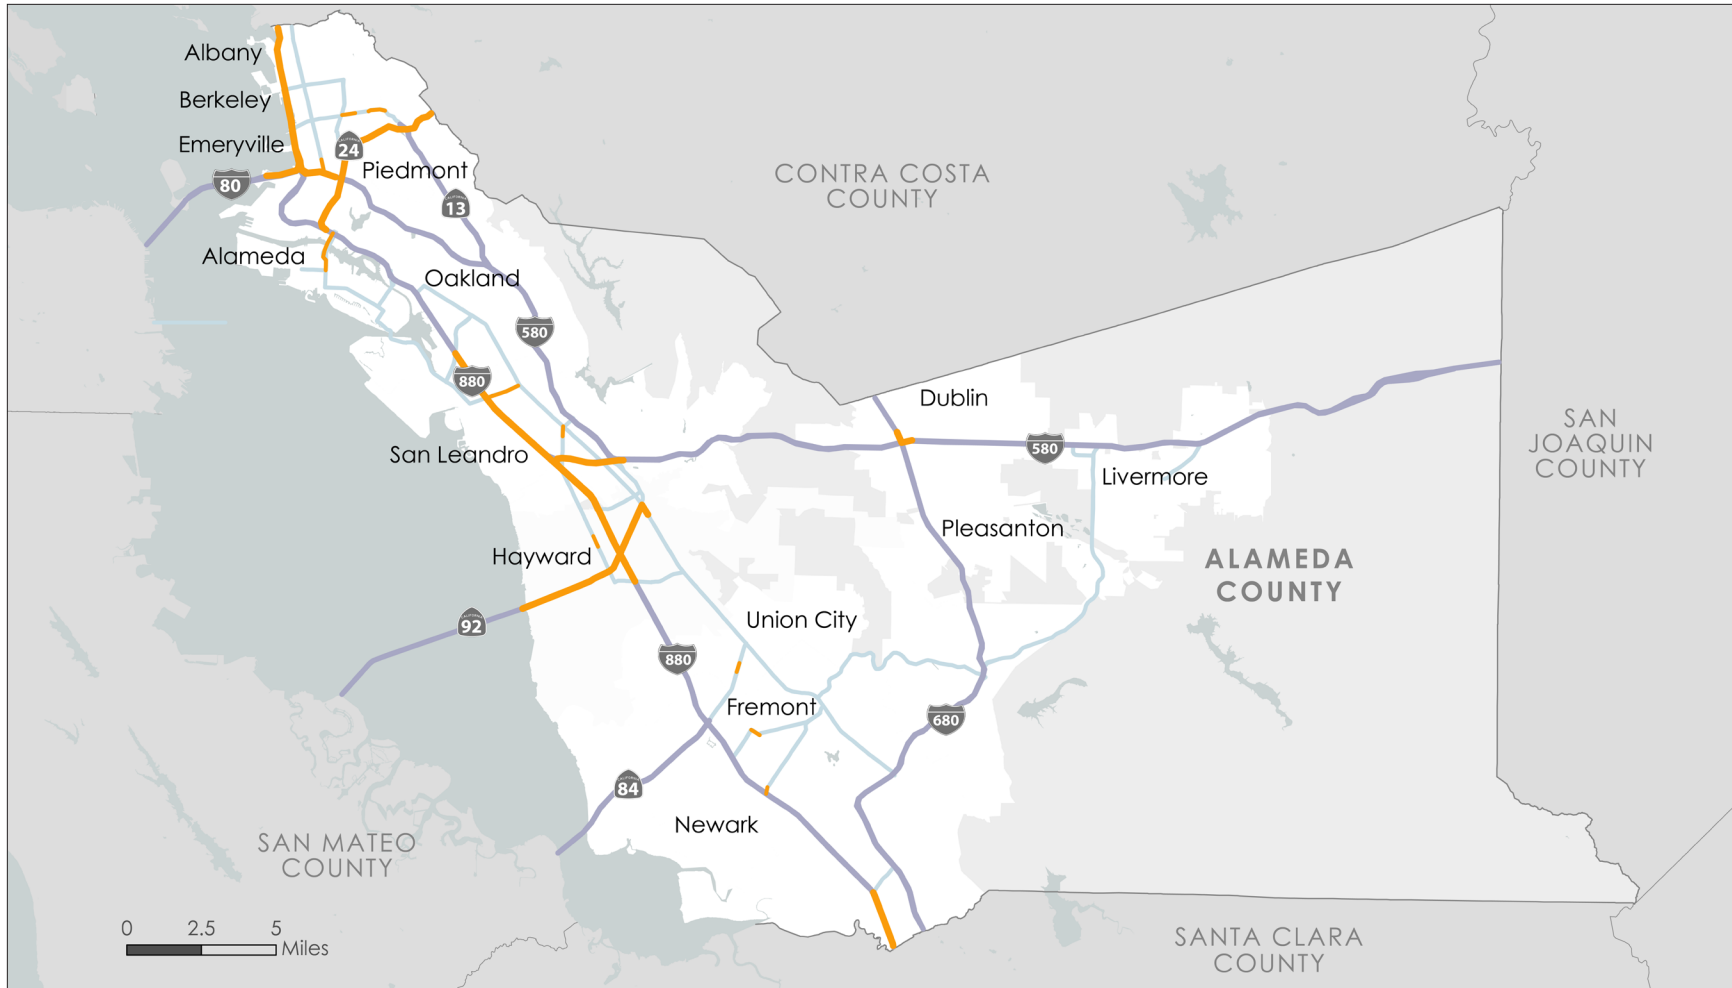 Albany
Berkeley
Emeryville
24
Piedmont
80
13
CONTRA COSTA
COUNTY
Alameda
Oakland
580
880
Dublin
San Leandro
580
Livermore
SAN
JOAQUIN
COUNTY
Pleasanton
Hayward
ALAMEDA
COUNTY
92
Union City
880
Fremont
680
84
Newark
SAN MATEO
COUNTY
0 2.5 5
Miles
SANTA CLARA
COUNTY